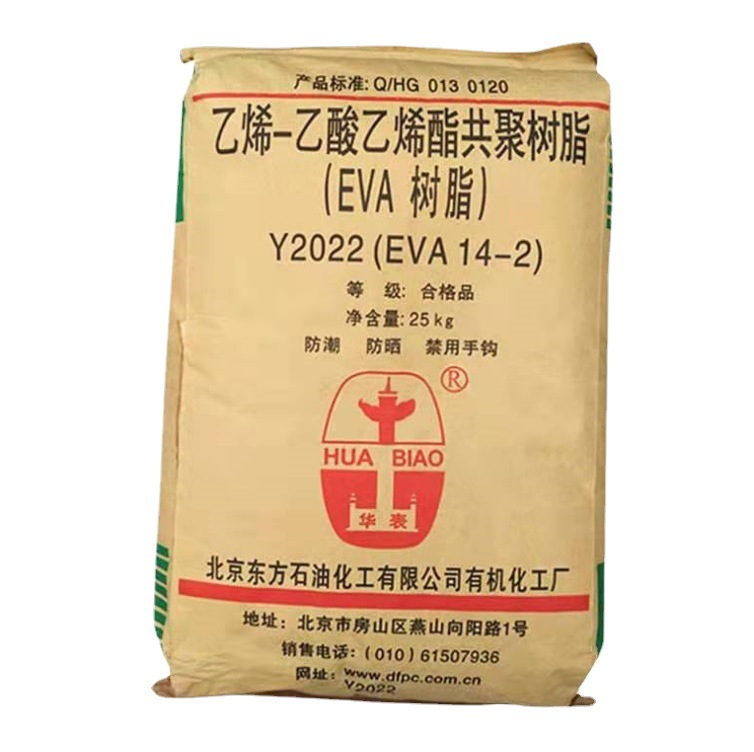 产品标准: Q/HG 013 0120
乙烯-乙酸乙烯酯共聚树脂
(EVA 树脂)
Y2022 (EVA 14-2)
等 级: 合格品
净含量: 25kg
防潮 防晒 禁用手钩
®
HUA BIAO
华表
北京东方石油化工有限公司有机化工厂
地址: 北京市房山区燕山向阳路1号
销售电话: (010) 61507936
网址: www.dfpc.com.cn
Y2022